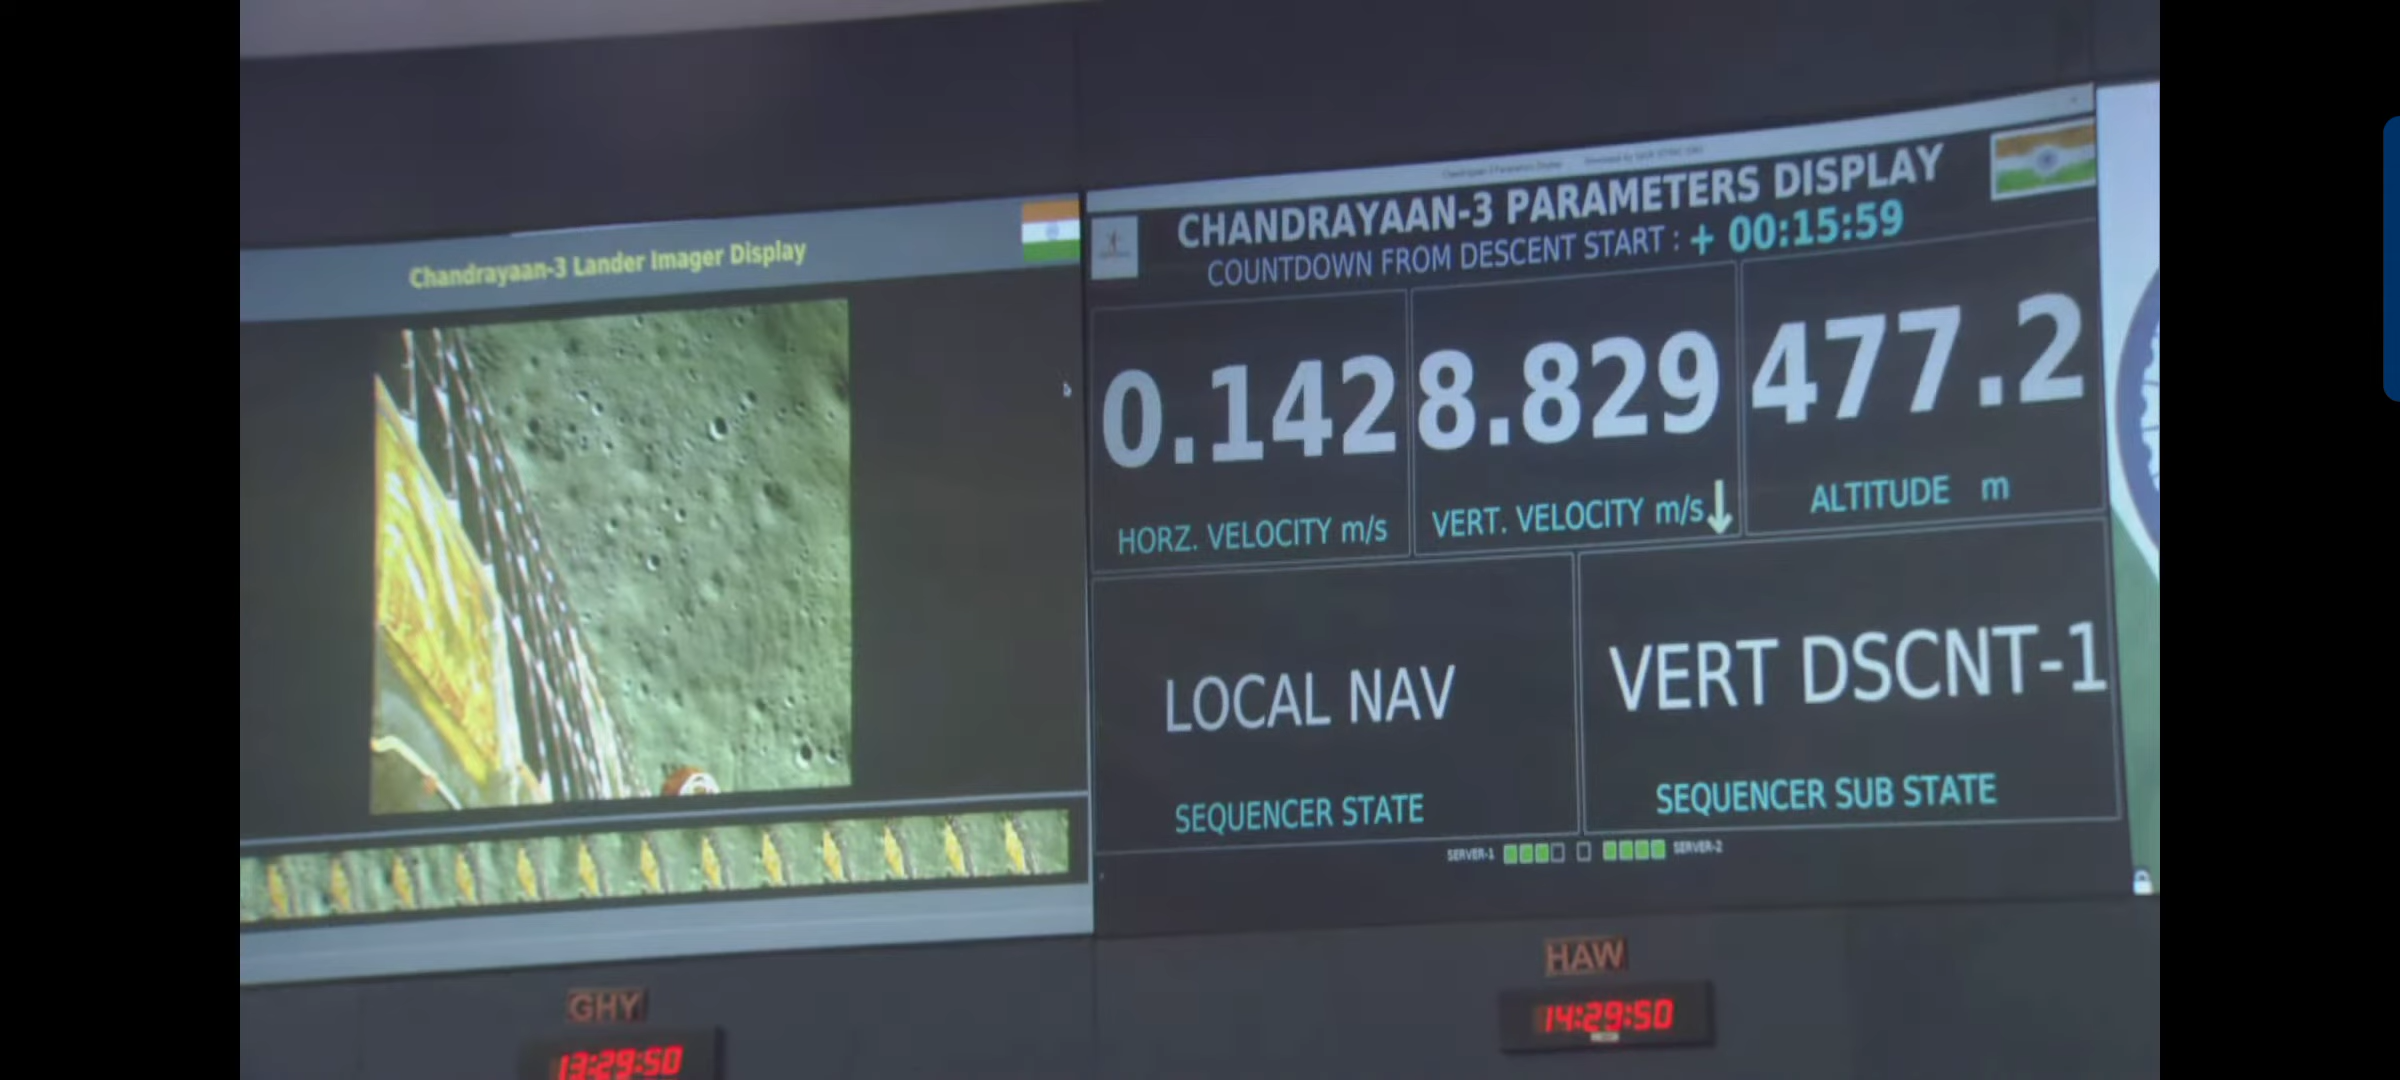 Chandrayaan-3 Lander Imager Display
CHANDRAYAAN-3 PARAMETERS DISPLAY
COUNTDOWN FROM DESCENT START : + 00:15:59
0.142
HORZ. VELOCITY m/s
8.829
VERT. VELOCITY m/s
477.2
ALTITUDE m
LOCAL NAV
SEQUENCER STATE
VERT DSCNT-1
SEQUENCER SUB STATE
SERVER-1
SERVER-2
GHY
13:29:50
HAW
14:29:50